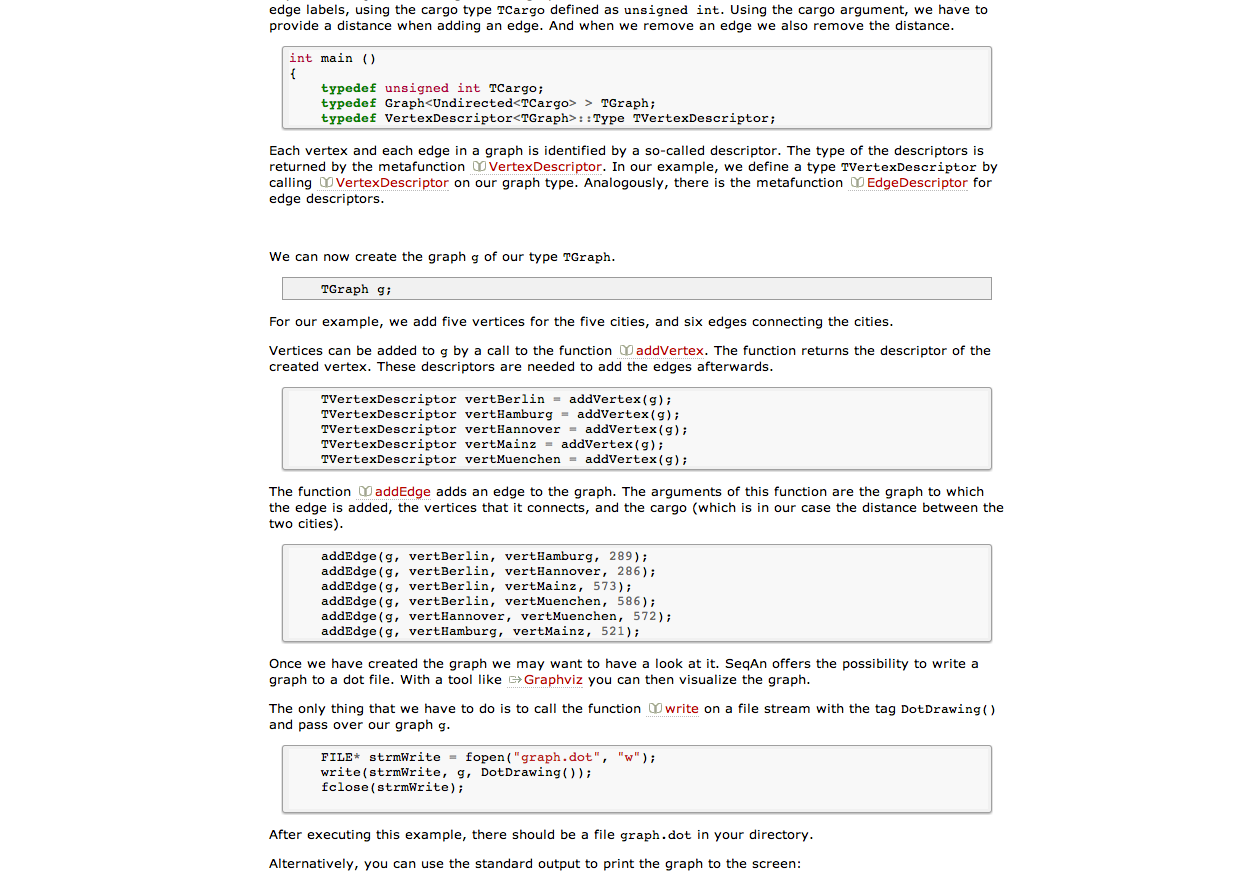 edge labels, using the cargo type TCargo defined as unsigned int. Using the cargo argument, we have to
provide a distance when adding an edge. And when we remove an edge we also remove the distance.
int main ()
{
    typedef unsigned int TCargo;
    typedef Graph<Undirected<TCargo> > TGraph;
    typedef VertexDescriptor<TGraph>::Type TVertexDescriptor;
Each vertex and each edge in a graph is identified by a so-called descriptor. The type of the descriptors is
returned by the metafunction VertexDescriptor. In our example, we define a type TVertexDescriptor by
calling VertexDescriptor on our graph type. Analogously, there is the metafunction EdgeDescriptor for
edge descriptors.
We can now create the graph g of our type TGraph.
    TGraph g;
For our example, we add five vertices for the five cities, and six edges connecting the cities.
Vertices can be added to g by a call to the function addVertex. The function returns the descriptor of the
created vertex. These descriptors are needed to add the edges afterwards.
    TVertexDescriptor vertBerlin = addVertex(g);
    TVertexDescriptor vertHamburg = addVertex(g);
    TVertexDescriptor vertHannover = addVertex(g);
    TVertexDescriptor vertMainz = addVertex(g);
    TVertexDescriptor vertMuenchen = addVertex(g);
The function addEdge adds an edge to the graph. The arguments of this function are the graph to which
the edge is added, the vertices that it connects, and the cargo (which is in our case the distance between the
two cities).
    addEdge(g, vertBerlin, vertHamburg, 289);
    addEdge(g, vertBerlin, vertHannover, 286);
    addEdge(g, vertBerlin, vertMainz, 573);
    addEdge(g, vertBerlin, vertMuenchen, 586);
    addEdge(g, vertHannover, vertMuenchen, 572);
    addEdge(g, vertHamburg, vertMainz, 521);
Once we have created the graph we may want to have a look at it. SeqAn offers the possibility to write a
graph to a dot file. With a tool like Graphviz you can then visualize the graph.
The only thing that we have to do is to call the function write on a file stream with the tag DotDrawing()
and pass over our graph g.
    FILE* strmWrite = fopen("graph.dot", "w");
    write(strmWrite, g, DotDrawing());
    fclose(strmWrite);
After executing this example, there should be a file graph.dot in your directory.
Alternatively, you can use the standard output to print the graph to the screen: